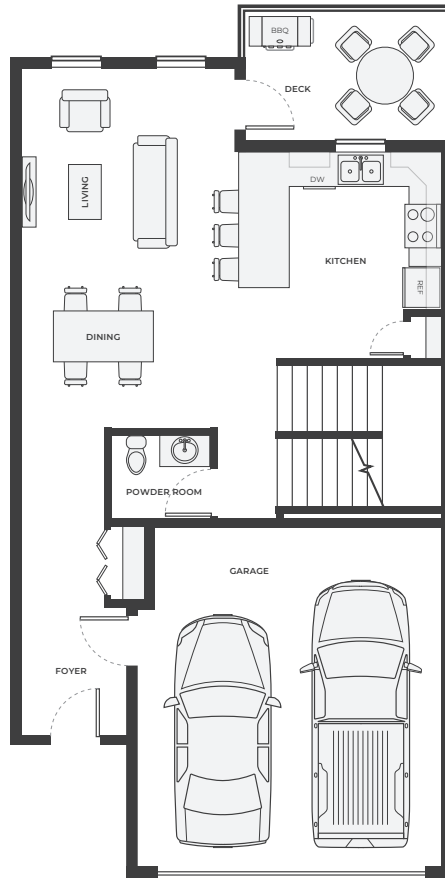 BBQ
DECK
LIVING
DW
KITCHEN
REF
DINING
POWDER ROOM
GARAGE
FOYER